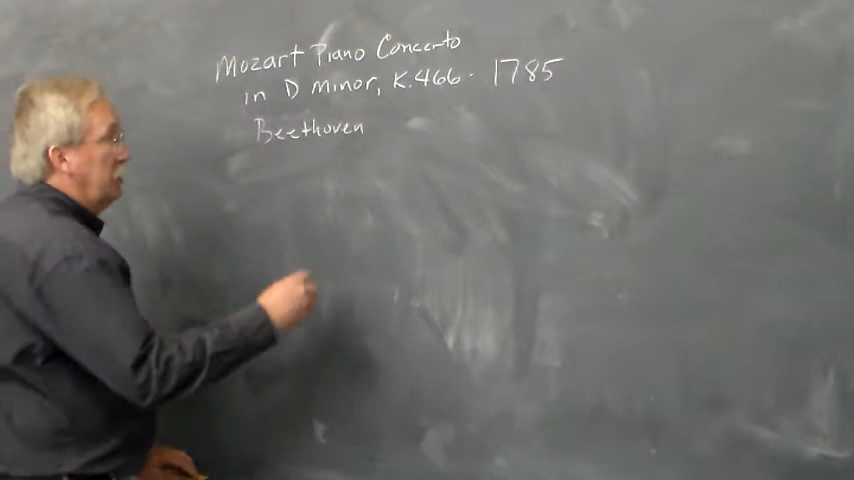 Mozart Piano Concerto
in D Minor, K.466 - 1785
Beethoven